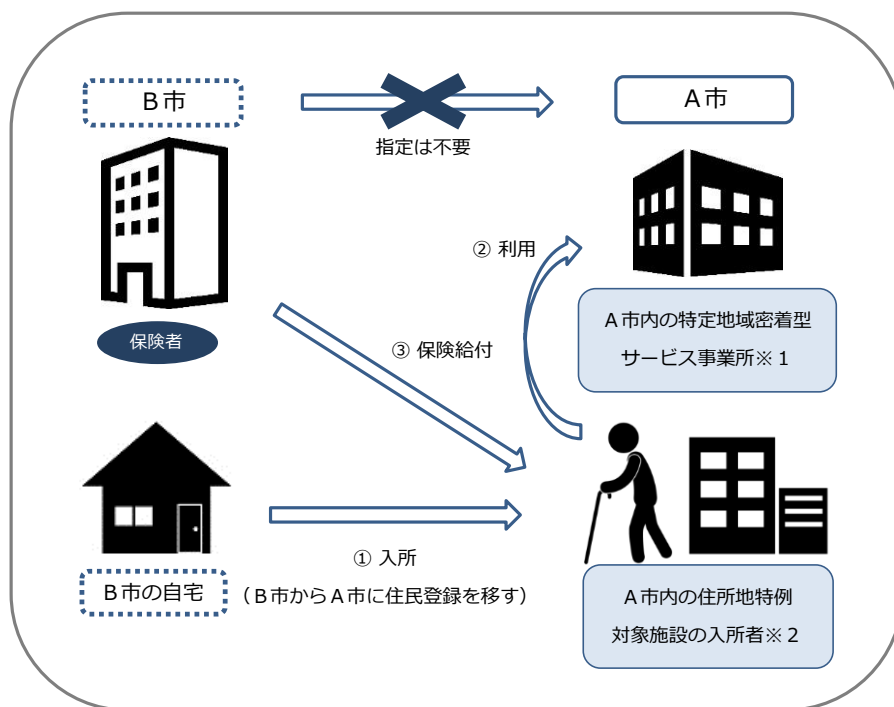 B市
A市
指定は不要
② 利用
A市内の特定地域密着型
サービス事業所※1
保険者
③ 保険給付
① 入所
B市の自宅
(B市からA市に住民登録を移す)
A市内の住所地特例
対象施設の入所者※2